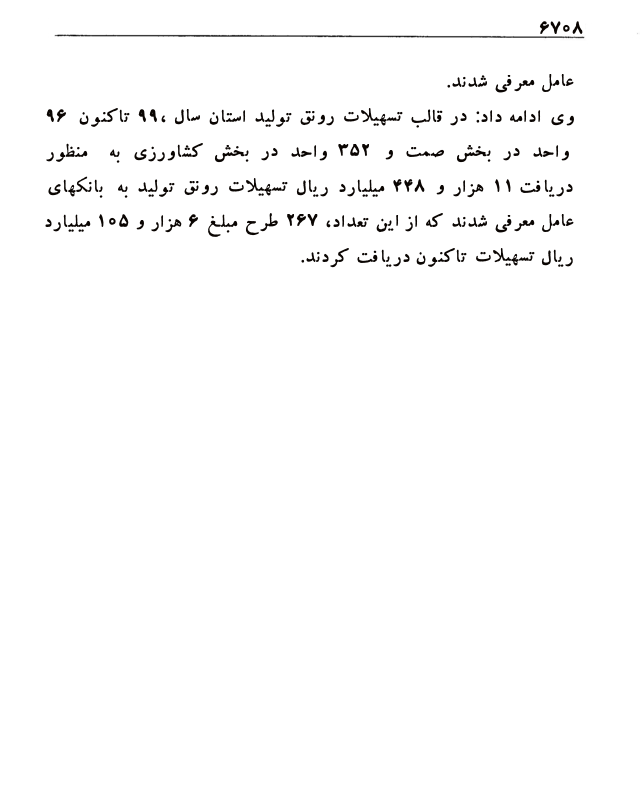 ۶۷۰۸
عامل معرفی شدند.
وی ادامه داد: در قالب تسهیلات رونق تولید استان سال ،۹۹ تاکنون ۹۶
واحد در بخش صمت و ۳۵۲ واحد در بخش کشاورزی به منظور
دریافت ۱۱ هزار و ۴۴۸ میلیارد ریال تسهیلات رونق تولید به بانکهای
عامل معرفی شدند که از این تعداد، ۲۶۷ طرح مبلغ ۶ هزار و ۱۰۵ میلیارد
ریال تسهیلات تاکنون دریافت کردند.